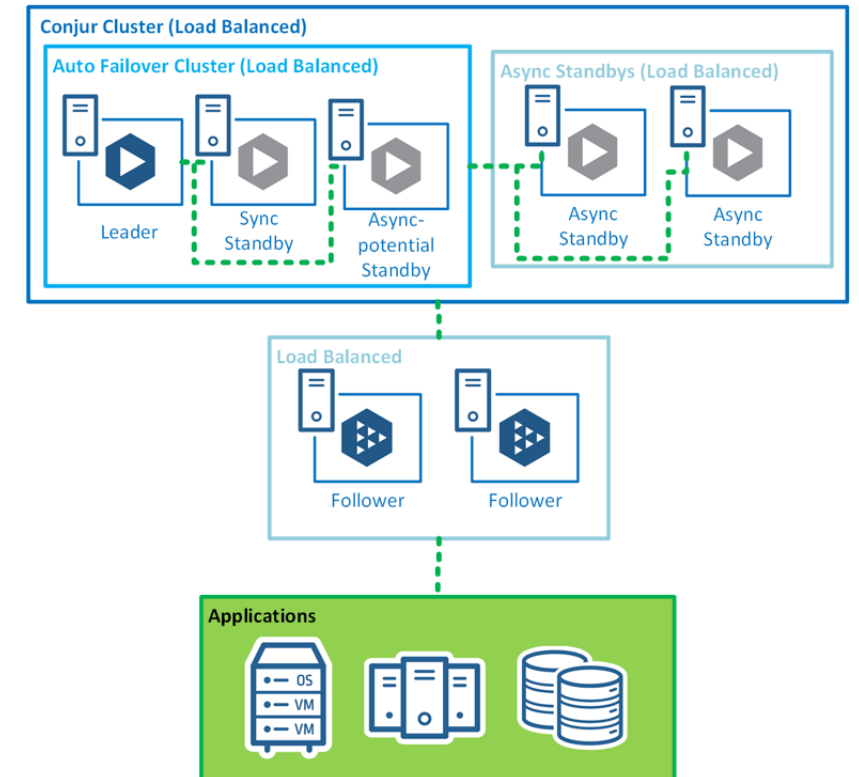 Conjur Cluster (Load Balanced)
Auto Failover Cluster (Load Balanced)
Async Standbys (Load Balanced)
Leader
Sync
Standby
Async-
potential
Standby
Async
Standby
Async
Standby
Load Balanced
Follower
Follower
Applications
OS
VM
VM